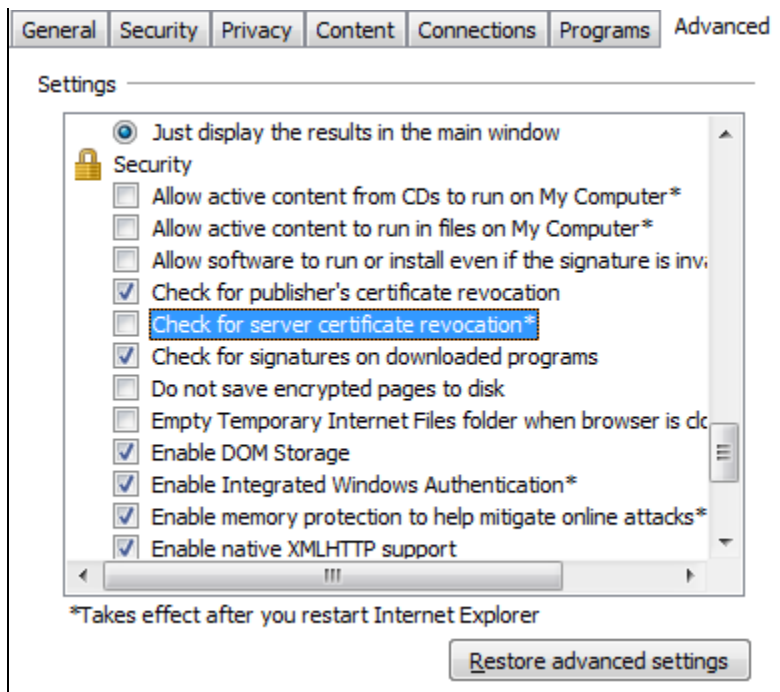 General Security Privacy Content Connections Programs Advanced
Settings
Just display the results in the main window
Security
Allow active content from CDs to run on My Computer*
Allow active content to run in files on My Computer*
Allow software to run or install even if the signature is
Check for publisher's certificate revocation
Check for server certificate revocation*
Check for signatures on downloaded programs
Do not save encrypted pages to disk
Empty Temporary Internet Files folder when browser is
Enable DOM Storage
Enable Integrated Windows Authentication*
Enable memory protection to help mitigate online attacks*
Enable native XMLHTTP support
*Takes effect after you restart Internet Explorer
Restore advanced settings